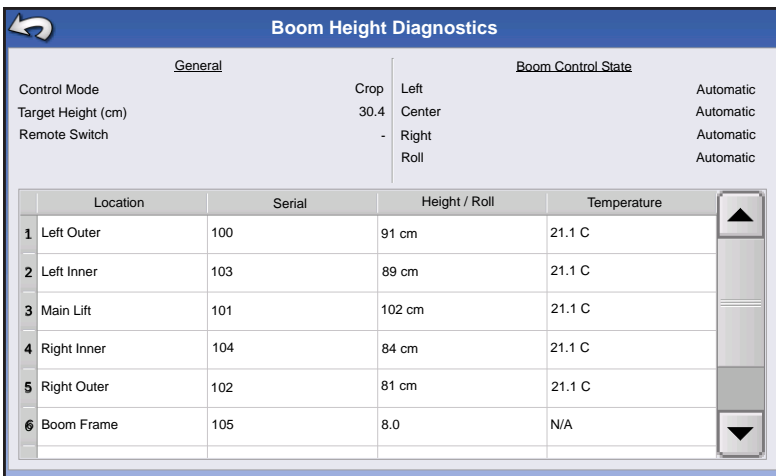 Boom Height Diagnostics
General
Control Mode Crop
Target Height (cm) 30.4
Remote Switch -
Boom Control State
Left Automatic
Center Automatic
Right Automatic
Roll Automatic
Location Serial Height / Roll Temperature
1 Left Outer 100 91 cm 21.1 C
2 Left Inner 103 89 cm 21.1 C
3 Main Lift 101 102 cm 21.1 C
4 Right Inner 104 84 cm 21.1 C
5 Right Outer 102 81 cm 21.1 C
6 Boom Frame 105 8.0 N/A